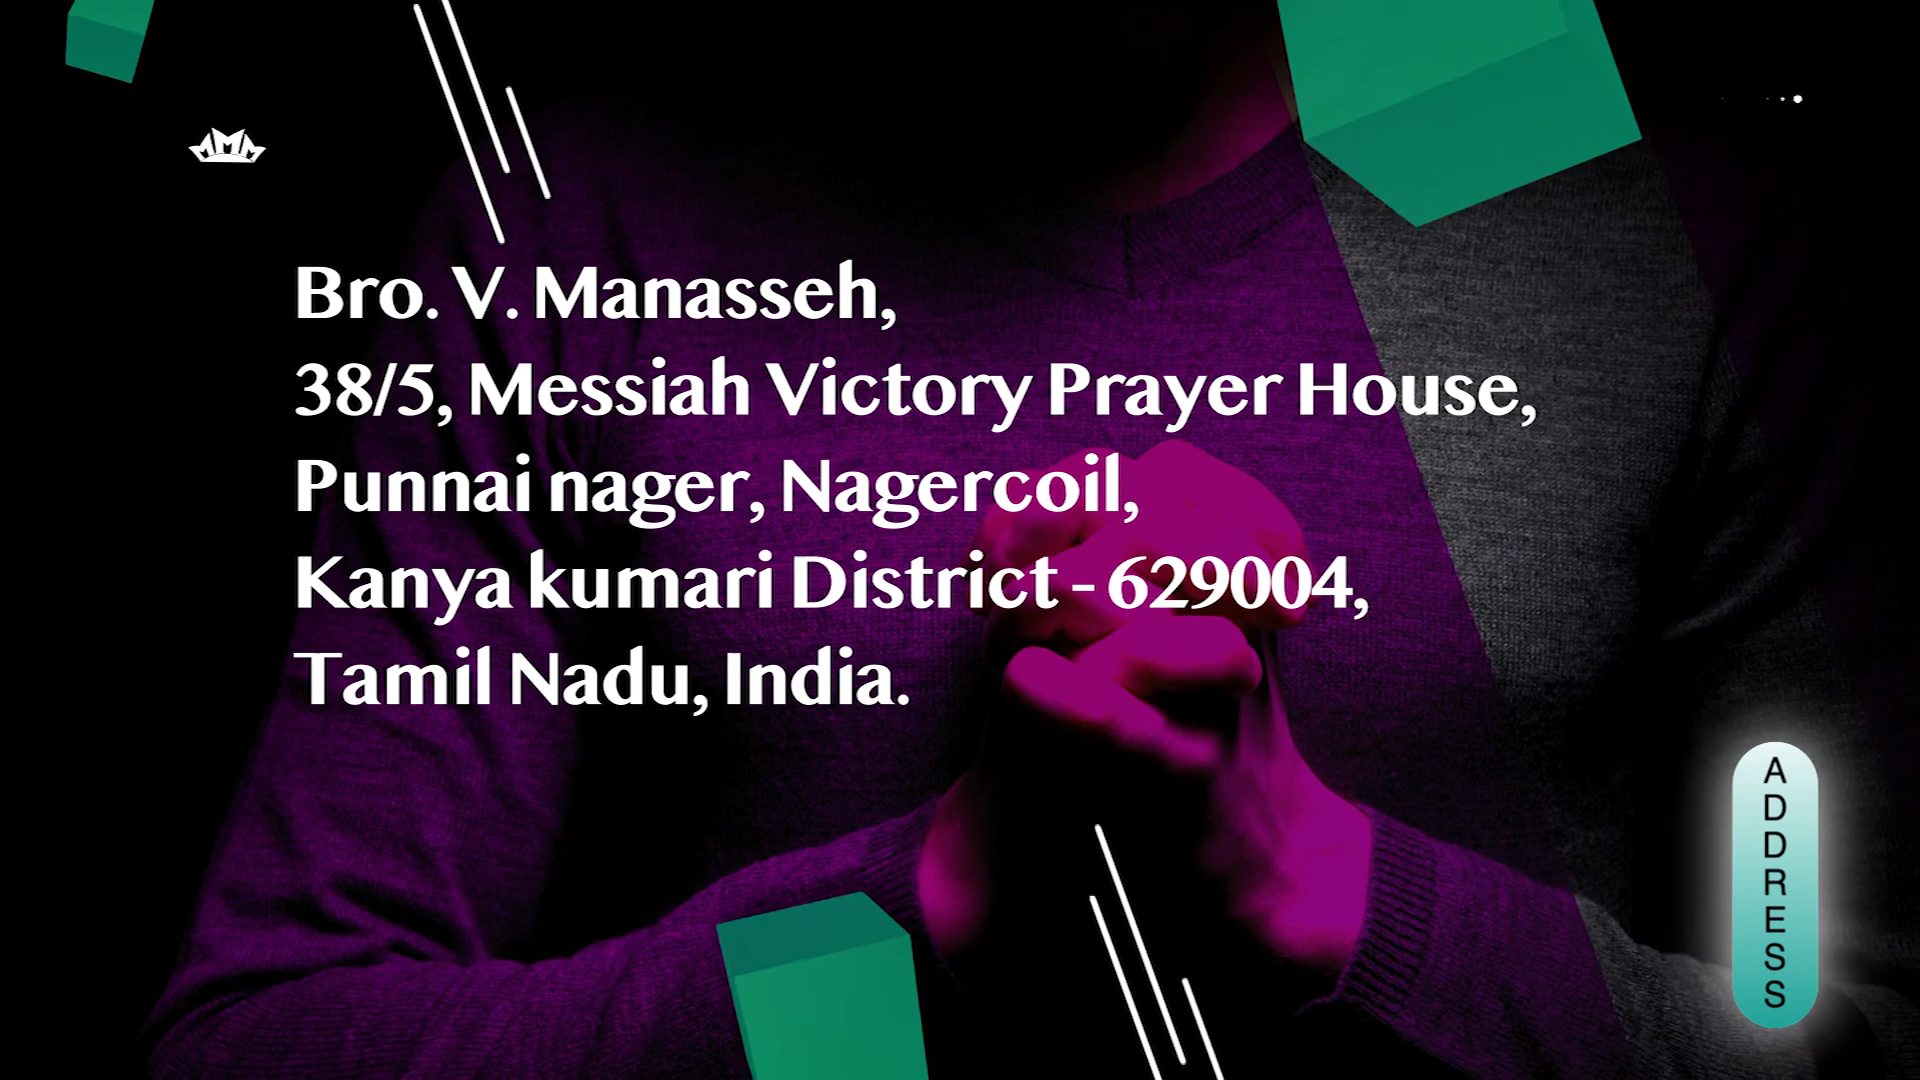 MMM
Bro. V. Manasseh,
38/5, Messiah Victory Prayer House,
Punnai nager, Nagercoil,
Kanya kumari District - 629004,
Tamil Nadu, India.
ADDRESS